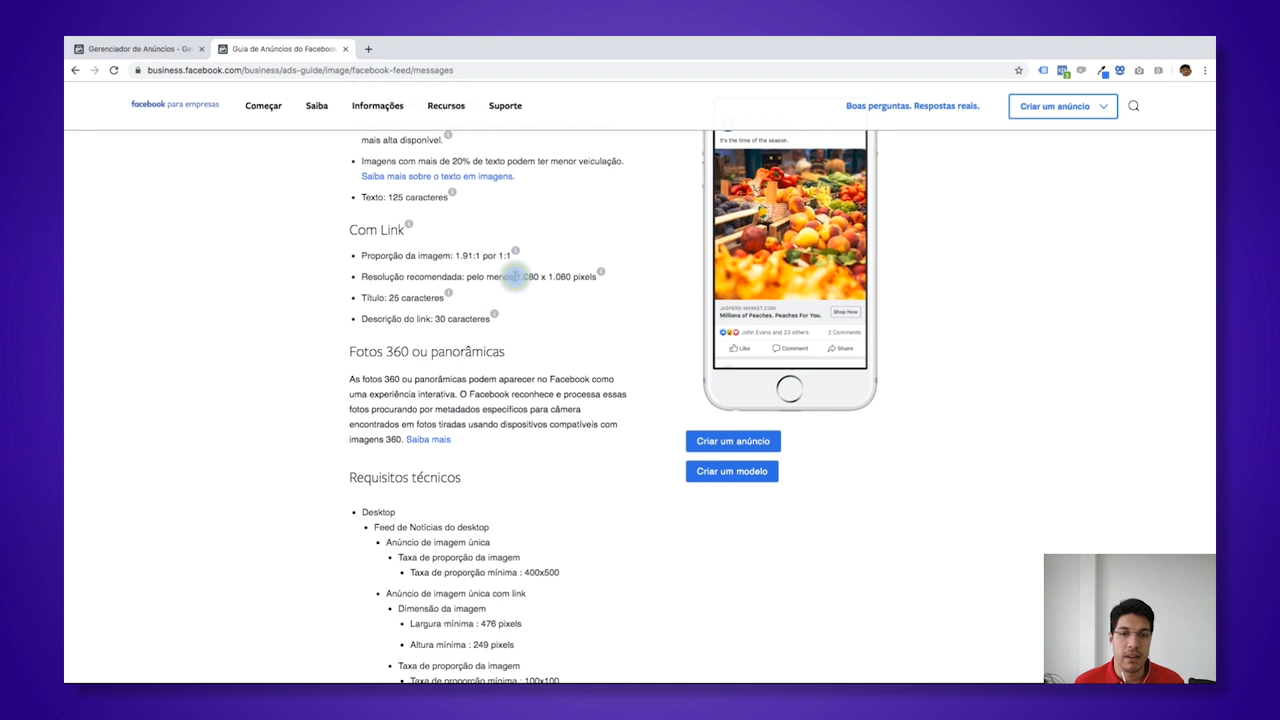 Gerenciador de Anúncios - Ge
Guia de Anúncios do Facebook
business.facebook.com/business/ads-guide/image/facebook-feed/messages
facebook para empresas
Começar
Saiba
Informações
Recursos
Suporte
Boas perguntas. Respostas reais.
Criar um anúncio
mais alta disponível.
Imagens com mais de 20% de texto podem ter menor veiculação.
Saiba mais sobre o texto em imagens.
Texto: 125 caracteres
Com Link
Proporção da imagem: 1.91:1 por 1:1
Resolução recomendada: pelo menos 1.080 x 1.080 pixels
Título: 25 caracteres
Descrição do link: 30 caracteres
Fotos 360 ou panorâmicas
As fotos 360 ou panorâmicas podem aparecer no Facebook como
uma experiência interativa. O Facebook reconhece e processa essas
fotos procurando por metadados específicos para câmera
encontrados em fotos tiradas usando dispositivos compatíveis com
imagens 360. Saiba mais
Requisitos técnicos
Desktop
Feed de Notícias do desktop
Anúncio de imagem única
Taxa de proporção da imagem
Taxa de proporção mínima : 400x500
Anúncio de imagem única com link
Dimensão da imagem
Largura mínima : 476 pixels
Altura mínima : 249 pixels
Taxa de proporção da imagem
Taxa de proporção mínima : 100x100
It's the time of the season.
JASPERS-MARKET.COM
Millions of Peaches. Peaches For You.
Shop Now
John Evans and 23 others
2 Comments
Like
Comment
Share
Criar um anúncio
Criar um modelo